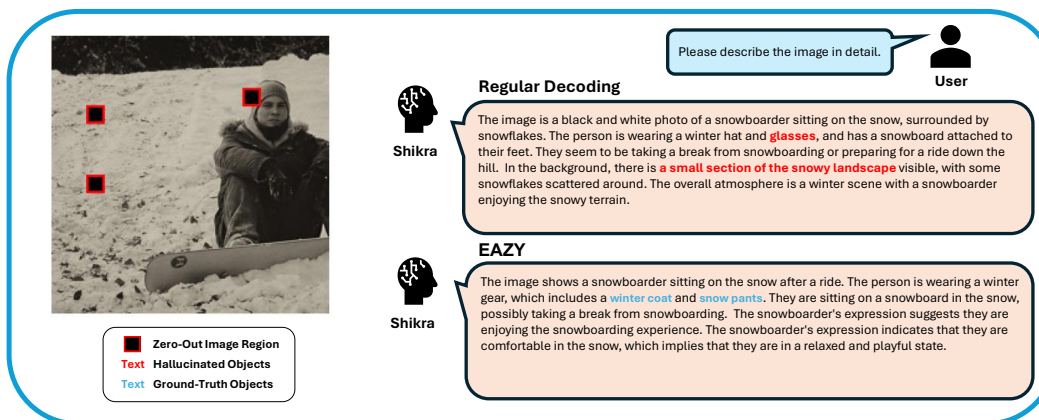 Please describe the image in detail.
User
Regular Decoding
Shikra
The image is a black and white photo of a snowboarder sitting on the snow, surrounded by
snowflakes. The person is wearing a winter hat and glasses, and has a snowboard attached to
their feet. They seem to be taking a break from snowboarding or preparing for a ride down the
hill. In the background, there is a small section of the snowy landscape visible, with some
snowflakes scattered around. The overall atmosphere is a winter scene with a snowboarder
enjoying the snowy terrain.
EAZY
Shikra
The image shows a snowboarder sitting on the snow after a ride. The person is wearing a winter
gear, which includes a winter coat and snow pants. They are sitting on a snowboard in the snow,
possibly taking a break from snowboarding. The snowboarder's expression suggests they are
enjoying the snowboarding experience. The snowboarder's expression indicates that they are
comfortable in the snow, which implies that they are in a relaxed and playful state.
Zero-Out Image Region
Text Hallucinated Objects
Text Ground-Truth Objects